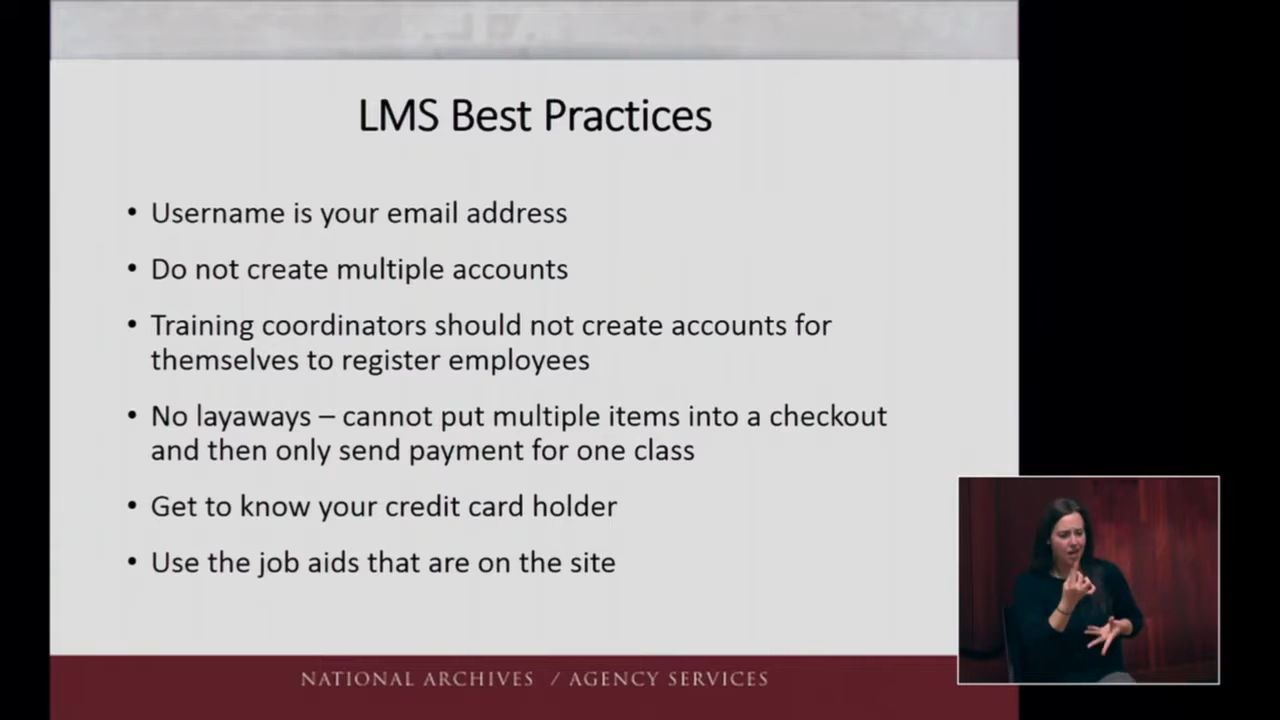 LMS Best Practices
• Username is your email address
• Do not create multiple accounts
• Training coordinators should not create accounts for
themselves to register employees
• No layaways – cannot put multiple items into a checkout
and then only send payment for one class
• Get to know your credit card holder
• Use the job aids that are on the site
NATIONAL ARCHIVES / AGENCY SERVICES